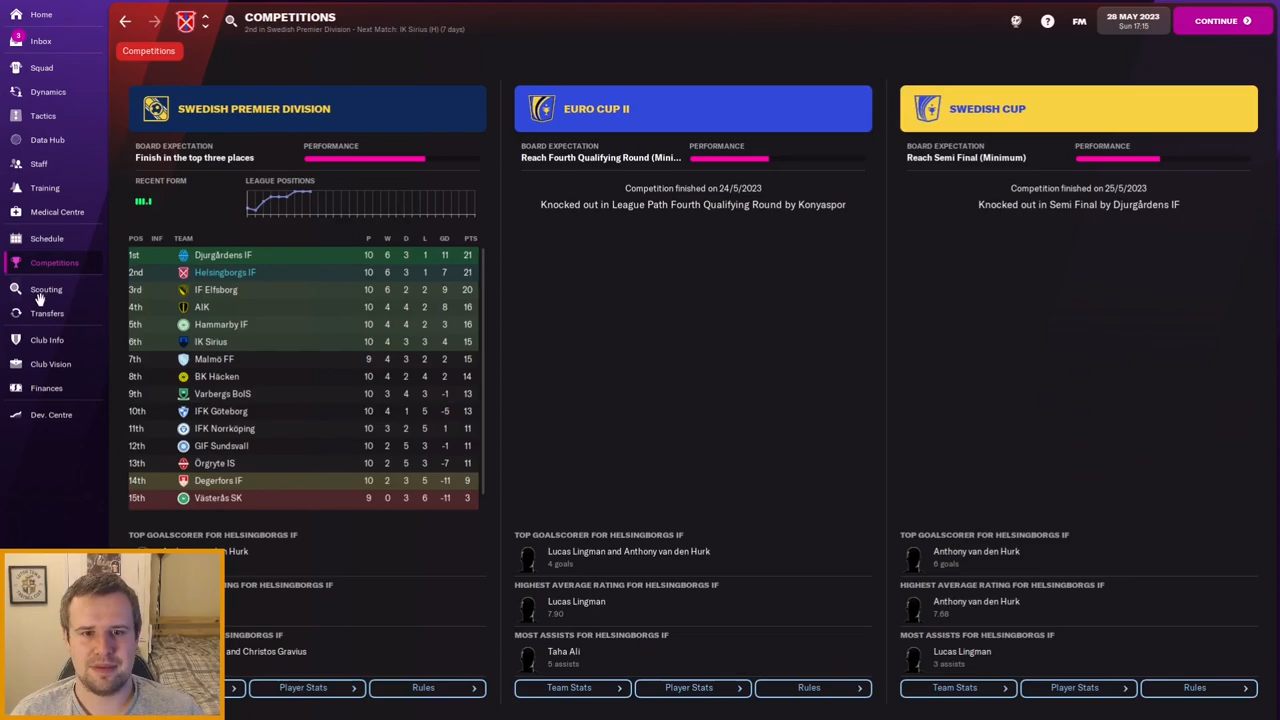 Home
3
Inbox
Squad
Dynamics
Tactics
Data Hub
Staff
Training
Medical Centre
Schedule
Competitions
Scouting
Transfers
Club Info
Club Vision
Finances
Dev. Centre
COMPETITIONS
2nd in Swedish Premier Division - Next Match: IK Sirius (H) (7 days)
? FM
28 MAY 2023
Sun 17:15
CONTINUE
Competitions
SWEDISH PREMIER DIVISION
BOARD EXPECTATION PERFORMANCE
Finish in the top three places
RECENT FORM LEAGUE POSITIONS
POS INF TEAM P W D L GD PTS
1st Djurgårdens IF 10 6 3 1 11 21
2nd Helsingborgs IF 10 6 3 1 7 21
3rd IF Elfsborg 10 6 2 2 9 20
4th AIK 10 4 4 2 8 16
5th Hammarby IF 10 4 4 2 3 16
6th IK Sirius 10 4 3 3 4 15
7th Malmö FF 9 4 3 2 2 15
8th BK Häcken 10 4 2 4 2 14
9th Varbergs BoIS 10 3 4 3 -1 13
10th IFK Göteborg 10 4 1 5 -5 13
11th IFK Norrköping 10 3 2 5 1 11
12th GIF Sundsvall 10 2 5 3 -1 11
13th Örgryte IS 10 2 5 3 -7 11
14th Degerfors IF 10 2 3 5 -11 9
15th Västerås SK 9 0 3 6 -11 3
TOP GOALSCORER FOR HELSINGBORGS IF
van den Hurk
FOR HELSINGBORGS IF
HELSINGBORGS IF
and Christos Gravius
Player Stats
Rules
EURO CUP II
BOARD EXPECTATION PERFORMANCE
Reach Fourth Qualifying Round (Mini...
Competition finished on 24/5/2023
Knocked out in League Path Fourth Qualifying Round by Konyaspor
TOP GOALSCORER FOR HELSINGBORGS IF
Lucas Lingman and Anthony van den Hurk
4 goals
HIGHEST AVERAGE RATING FOR HELSINGBORGS IF
Lucas Lingman
7.90
MOST ASSISTS FOR HELSINGBORGS IF
Taha Ali
5 assists
Team Stats
Player Stats
Rules
SWEDISH CUP
BOARD EXPECTATION PERFORMANCE
Reach Semi Final (Minimum)
Competition finished on 25/5/2023
Knocked out in Semi Final by Djurgårdens IF
TOP GOALSCORER FOR HELSINGBORGS IF
Anthony van den Hurk
6 goals
HIGHEST AVERAGE RATING FOR HELSINGBORGS IF
Anthony van den Hurk
7.68
MOST ASSISTS FOR HELSINGBORGS IF
Lucas Lingman
3 assists
Team Stats
Player Stats
Rules